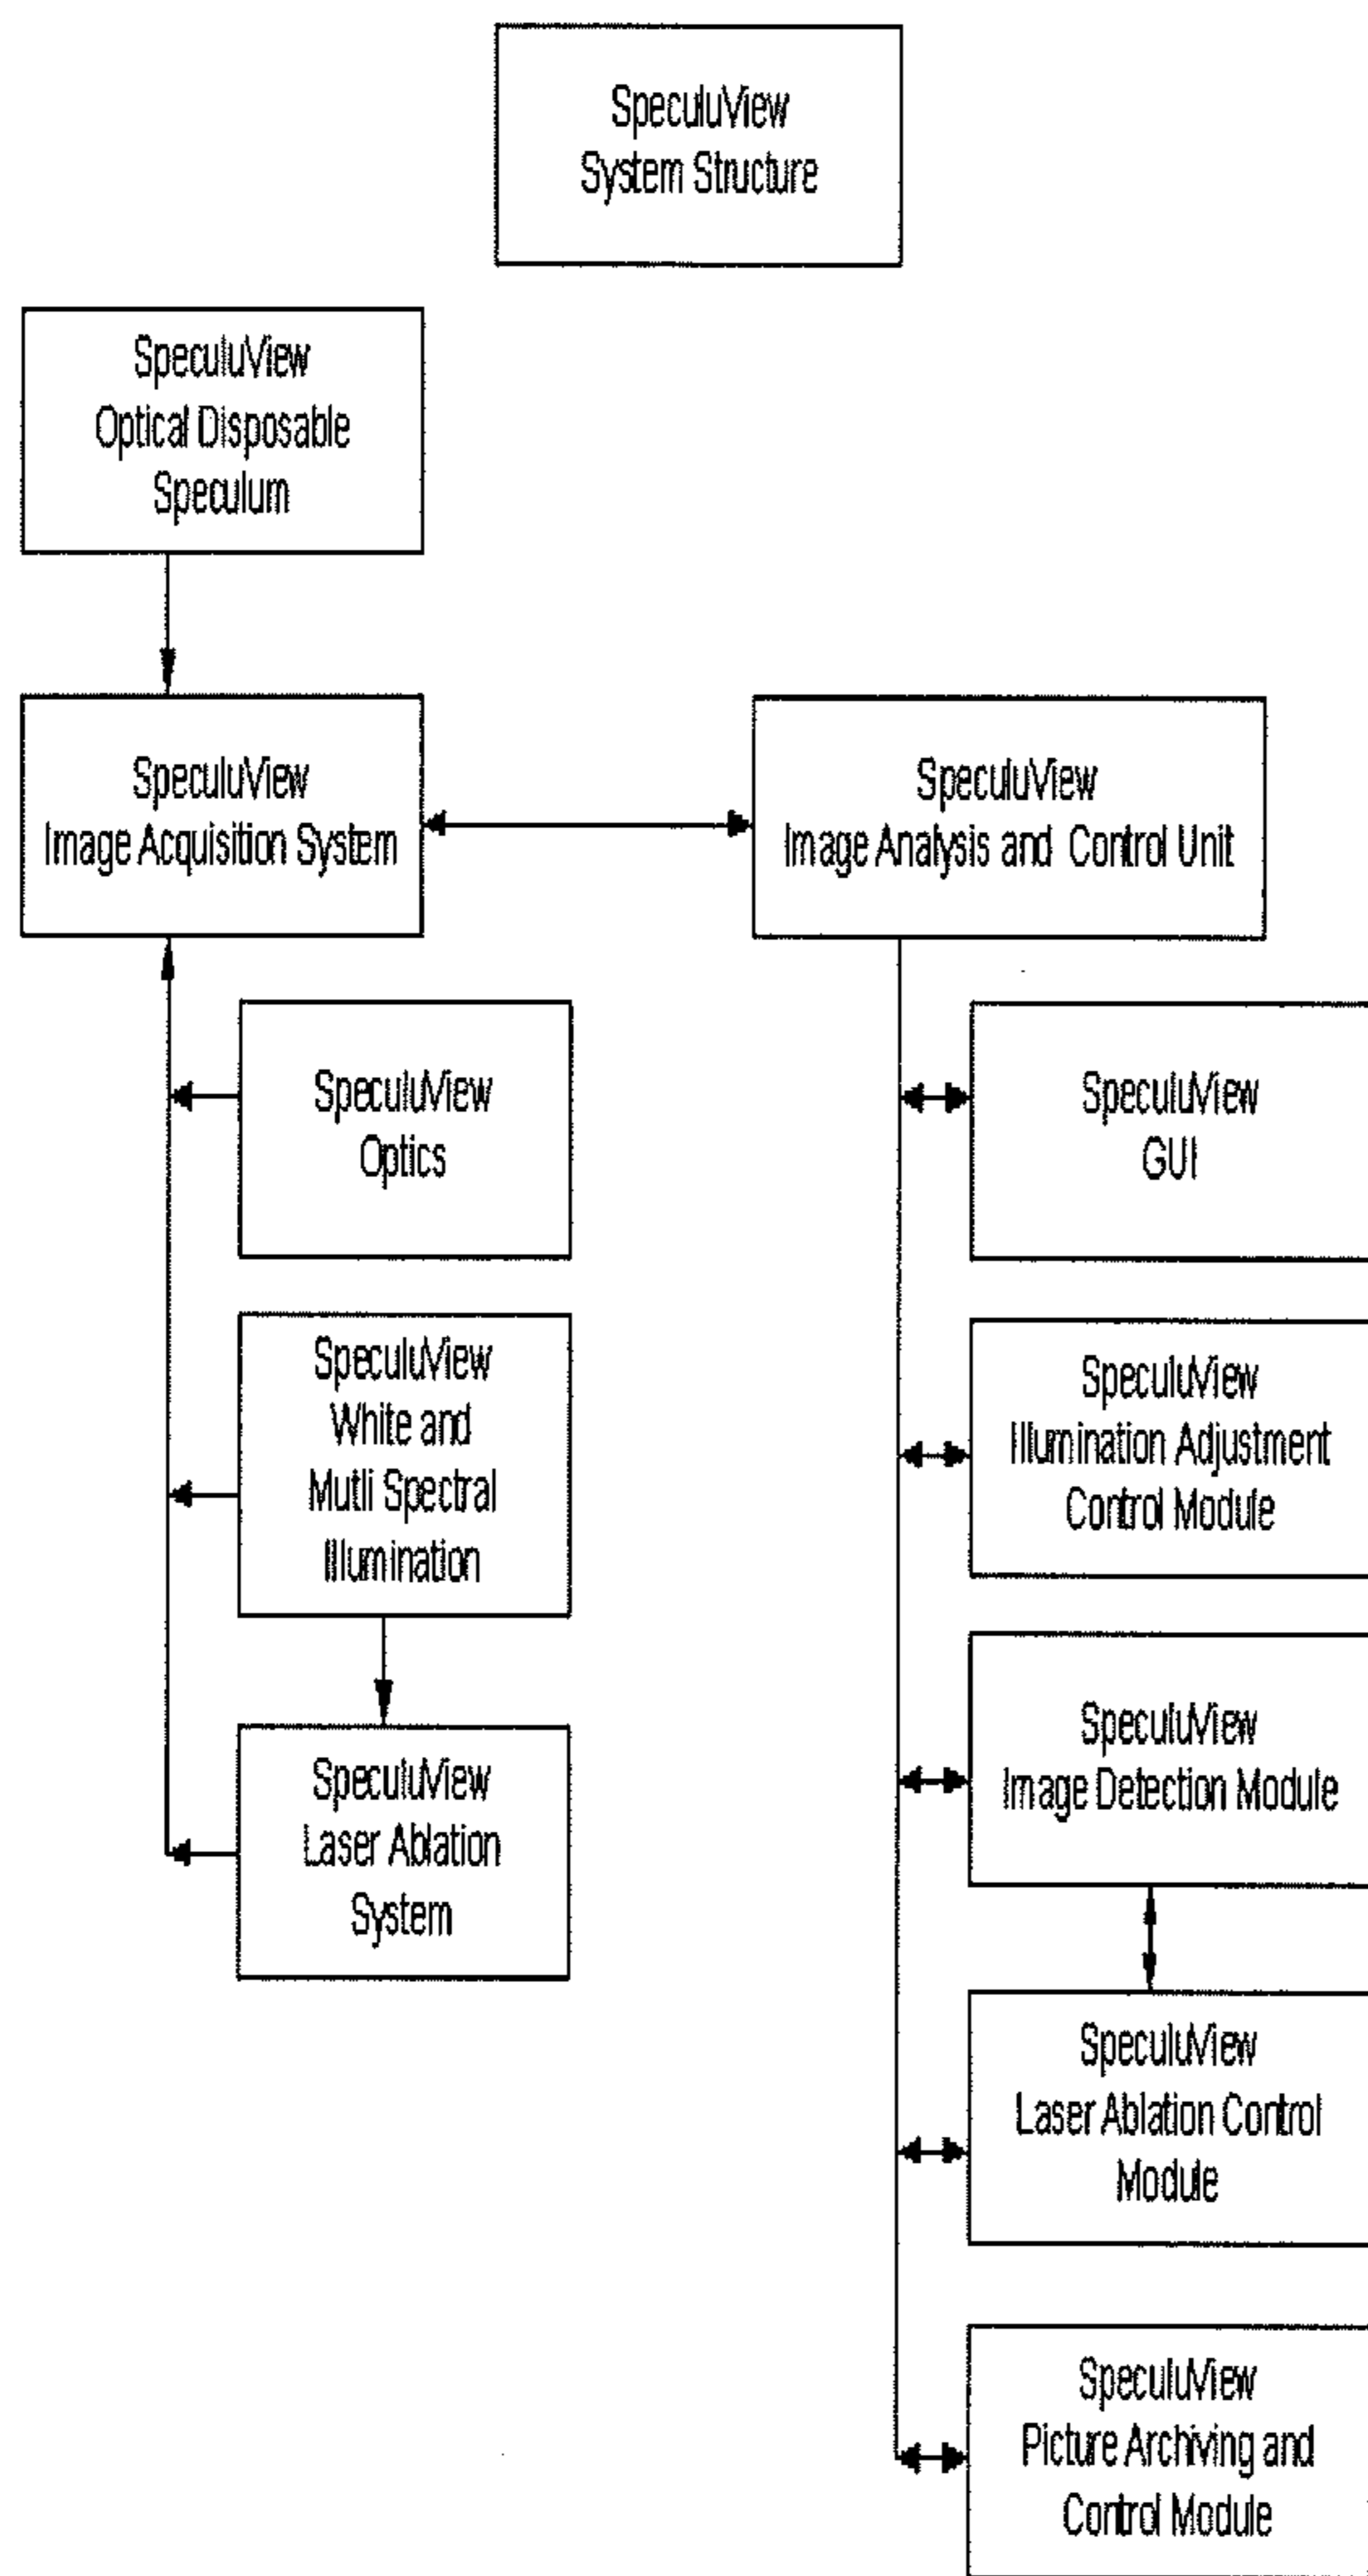 SpeculuView
System Structure
SpeculuView
Optical Disposable
Speculum
SpeculuView
Image Acquisition System
SpeculuView
Image Analysis and Control Unit
SpeculuView
Optics
SpeculuView
White and
Mutli Spectral
Illumination
SpeculuView
Laser Ablation
System
SpeculuView
GUI
SpeculuView
Illumination Adjustment
Control Module
SpeculuView
Image Detection Module
SpeculuView
Laser Ablation Control
Module
SpeculuView
Picture Archiving and
Control Module